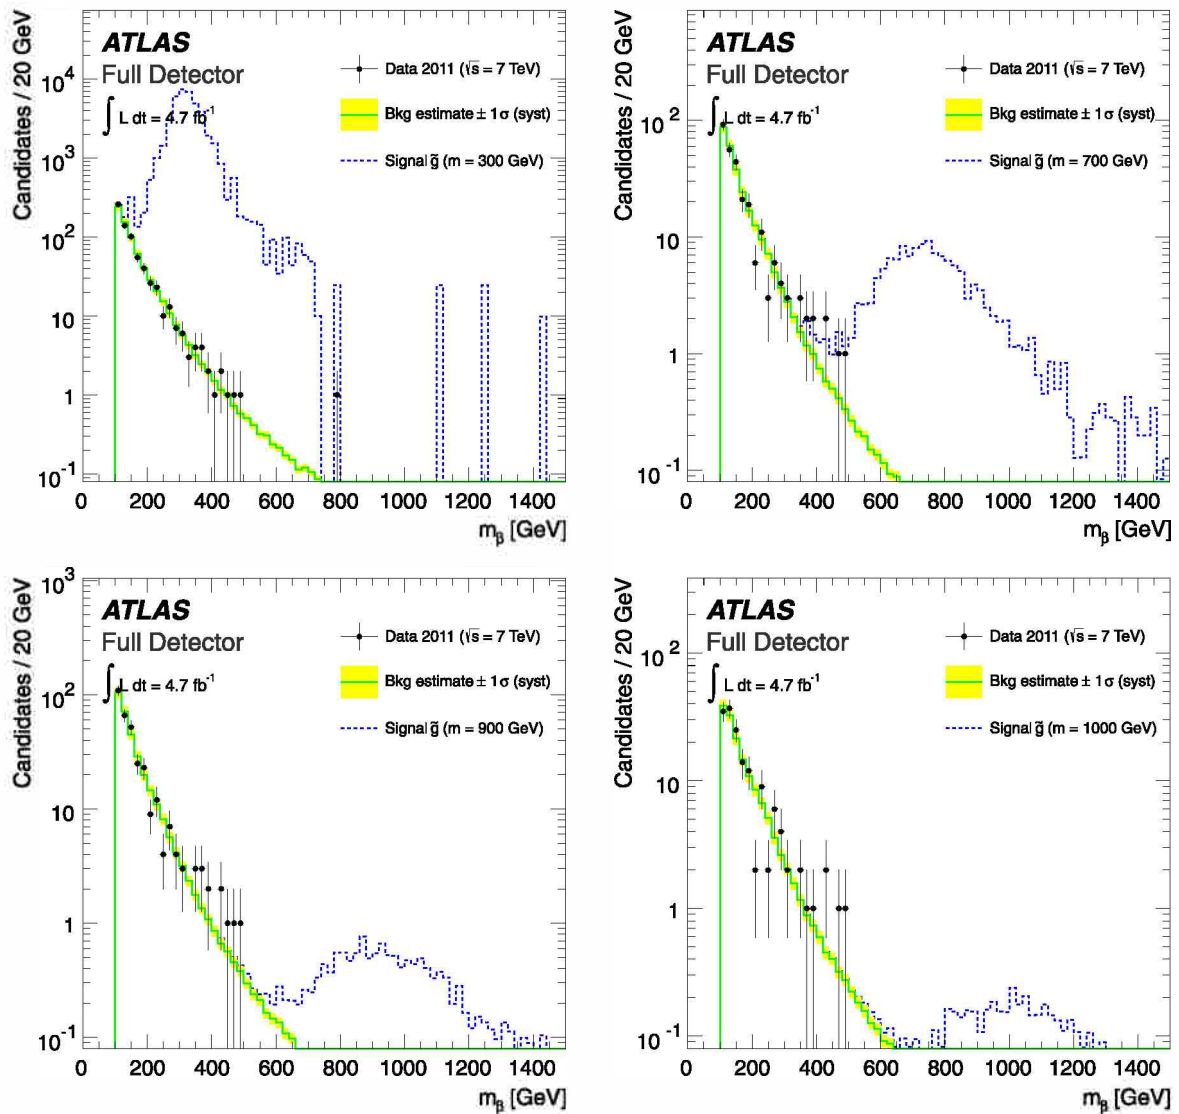 ATLAS
Full Detector
∫ L dt = 4.7 fb⁻¹
Data 2011 (√s = 7 TeV)
Bkg estimate ± 1σ (syst)
Signal g̃ (m = 300 GeV)
Candidates / 20 GeV
10⁴
10³
10²
10
1
10⁻¹
0 200 400 600 800 1000 1200 1400
m_β [GeV]
ATLAS
Full Detector
∫ L dt = 4.7 fb⁻¹
Data 2011 (√s = 7 TeV)
Bkg estimate ± 1σ (syst)
Signal g̃ (m = 700 GeV)
Candidates / 20 GeV
10²
10
1
10⁻¹
0 200 400 600 800 1000 1200 1400
m_β [GeV]
ATLAS
Full Detector
∫ L dt = 4.7 fb⁻¹
Data 2011 (√s = 7 TeV)
Bkg estimate ± 1σ (syst)
Signal g̃ (m = 900 GeV)
Candidates / 20 GeV
10³
10²
10
1
10⁻¹
0 200 400 600 800 1000 1200 1400
m_β [GeV]
ATLAS
Full Detector
∫ L dt = 4.7 fb⁻¹
Data 2011 (√s = 7 TeV)
Bkg estimate ± 1σ (syst)
Signal g̃ (m = 1000 GeV)
Candidates / 20 GeV
10²
10
1
10⁻¹
0 200 400 600 800 1000 1200 1400
m_β [GeV]